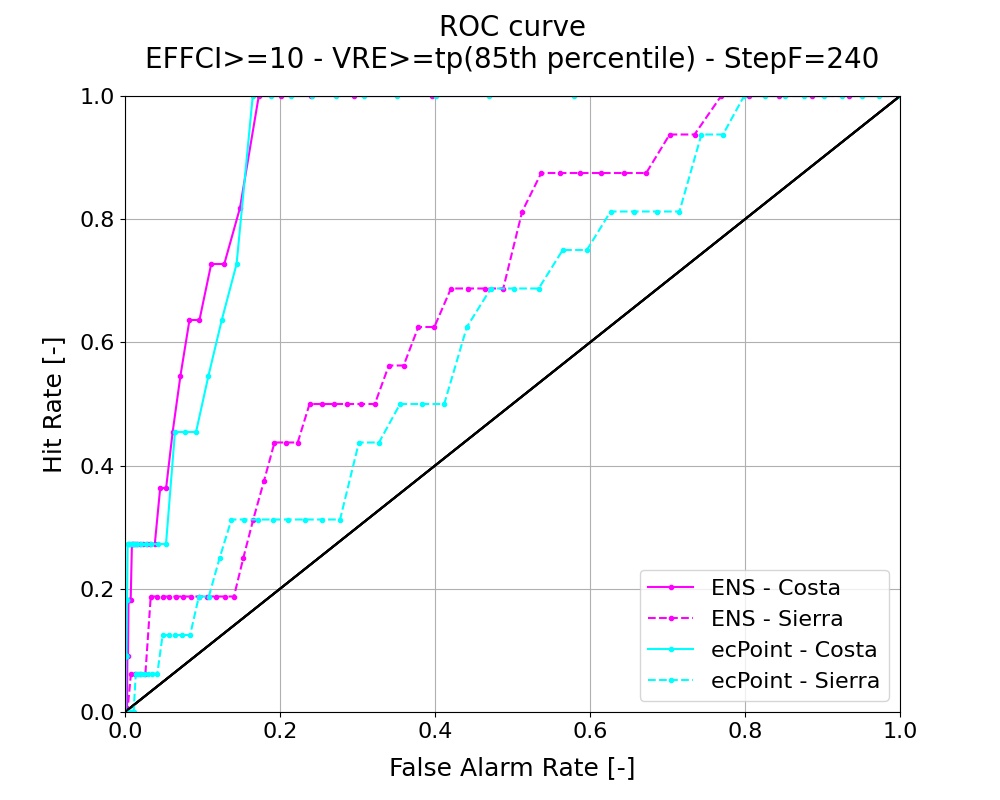 ROC curve
EFFCI>=10 - VRE>=tp(85th percentile) - StepF=240
1.0
0.8
0.6
0.4
0.2
0.0
Hit Rate [-]
0.0 0.2 0.4 0.6 0.8 1.0
False Alarm Rate [-]
ENS - Costa
ENS - Sierra
ecPoint - Costa
ecPoint - Sierra